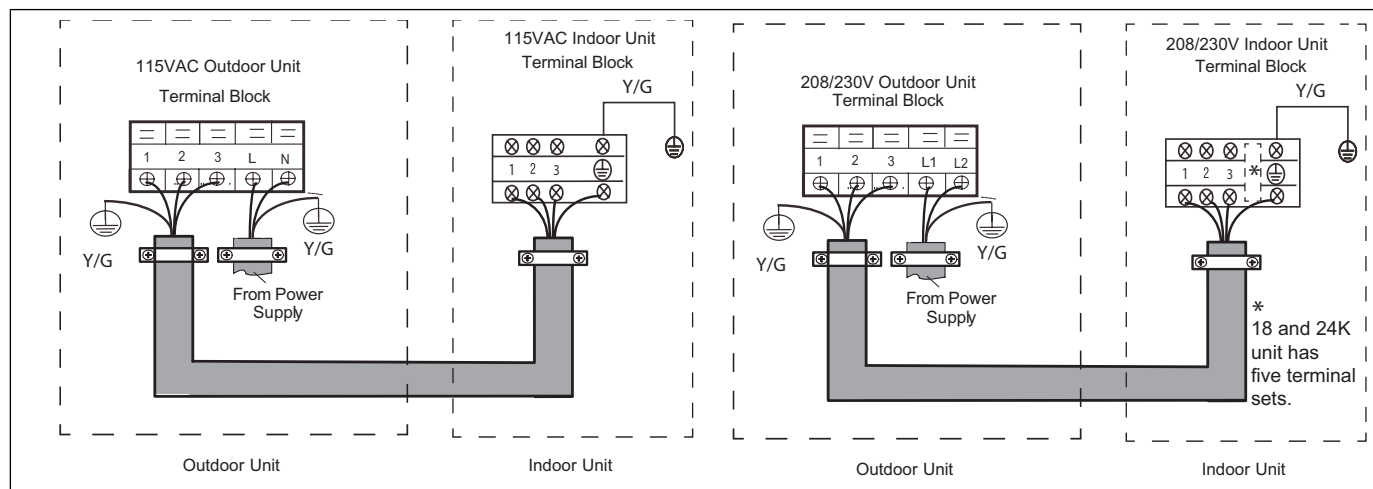 115VAC Outdoor Unit
Terminal Block
1 2 3 L N
Y/G
Y/G
From Power
Supply
Outdoor Unit
115VAC Indoor Unit
Terminal Block
Y/G
1 2 3
Indoor Unit
208/230V Outdoor Unit
Terminal Block
1 2 3 L1 L2
Y/G
Y/G
From Power
Supply
Outdoor Unit
208/230V Indoor Unit
Terminal Block
Y/G
1 2 3 *
*
18 and 24K
unit has
five terminal
sets.
Indoor Unit